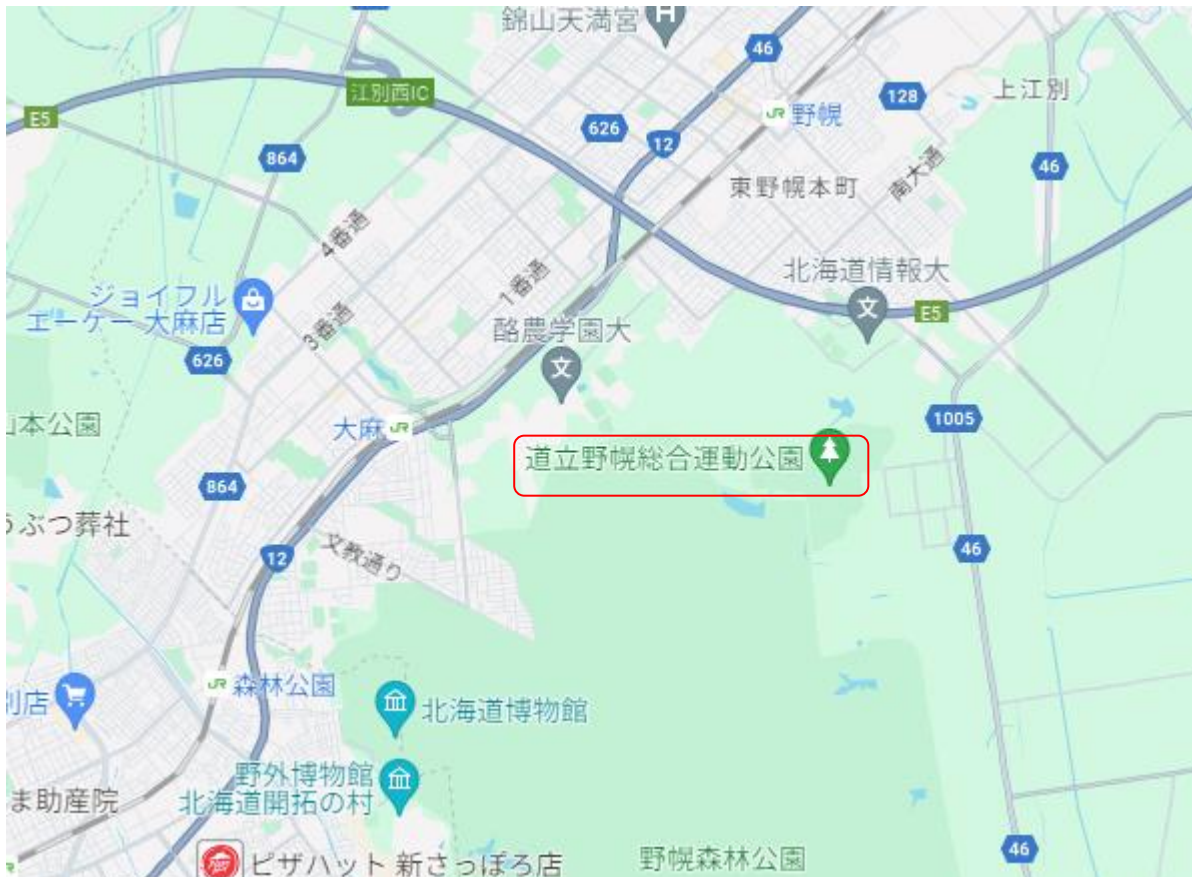 錦山天満宮
H
46
江別西IC
E5
626
12
JR 野幌
128
上江別
864
46
東野幌本町
南大通
4番通
北海道情報大
文
E5
1番通
ジョイフル
エーケー 大麻店
3番通
酪農学園大
文
626
1005
大麻 JR
道立野幌総合運動公園
864
46
文教通り
12
JR 森林公園
北海道博物館
野外博物館
北海道開拓の村
ピザハット 新さっぽろ店
野幌森林公園
46
本公園
ぶつ葬社
別店
ま助産院